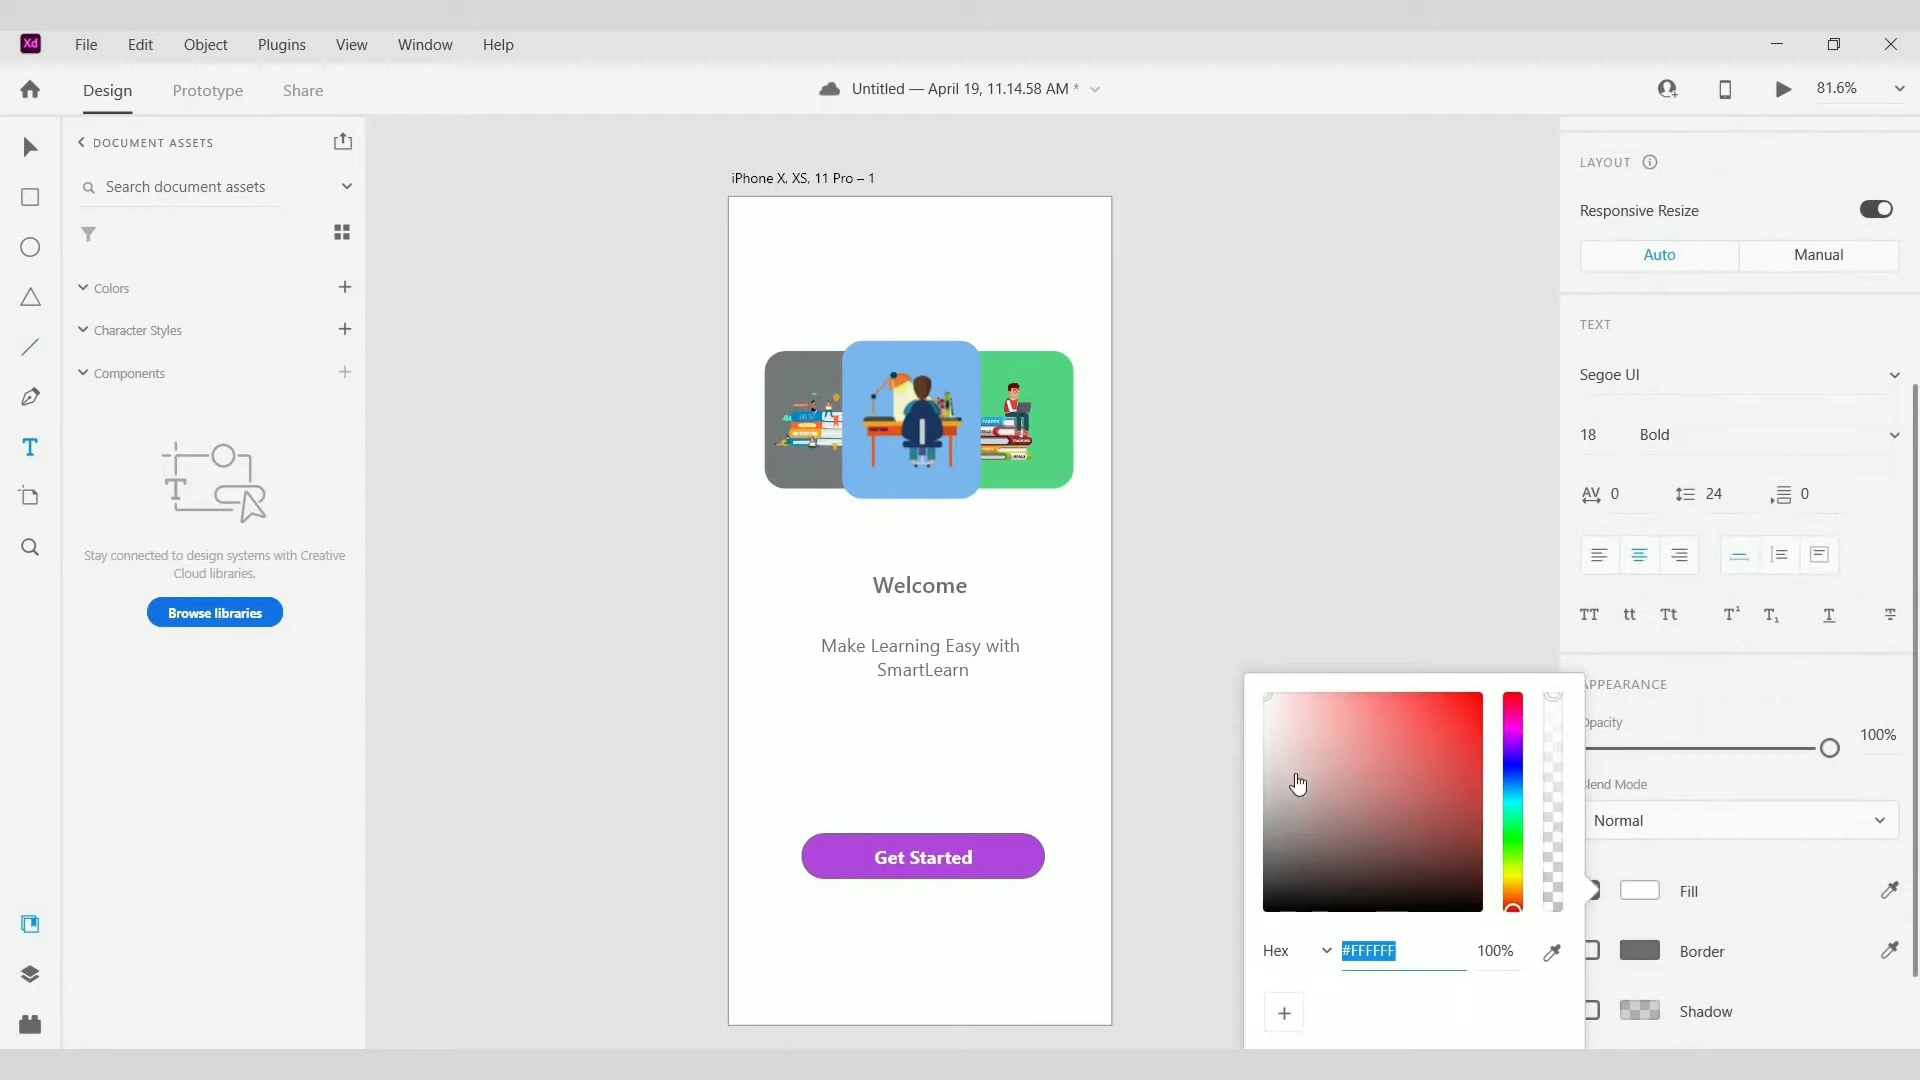 Xd File Edit Object Plugins View Window Help
Design Prototype Share
Untitled — April 19, 11.14.58 AM *
81.6%
DOCUMENT ASSETS
Search document assets
Colors
Character Styles
Components
Stay connected to design systems with Creative
Cloud libraries.
Browse libraries
iPhone X, XS, 11 Pro – 1
Welcome
Make Learning Easy with
SmartLearn
Get Started
Hex #FFFFFF 100%
LAYOUT
Responsive Resize
Auto Manual
TEXT
Segoe UI
18 Bold
AV 0 24 0
TT tt Tt T¹ T₁ T T
APPEARANCE
Opacity
100%
Blend Mode
Normal
Fill
Border
Shadow